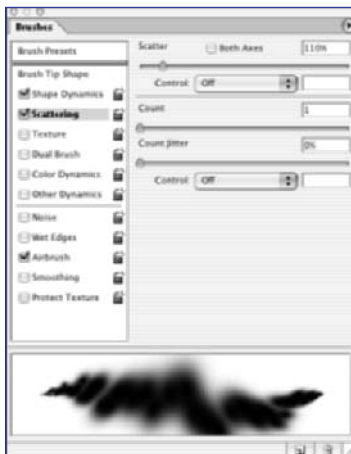 Brushes
Brush Presets
Brush Tip Shape
Shape Dynamics
Scattering
Texture
Dual Brush
Color Dynamics
Other Dynamics
Noise
Wet Edges
Airbrush
Smoothing
Protect Texture
Scatter Both Axes 110%
Control: Off
Count 1
Count Jitter 0%
Control: Off